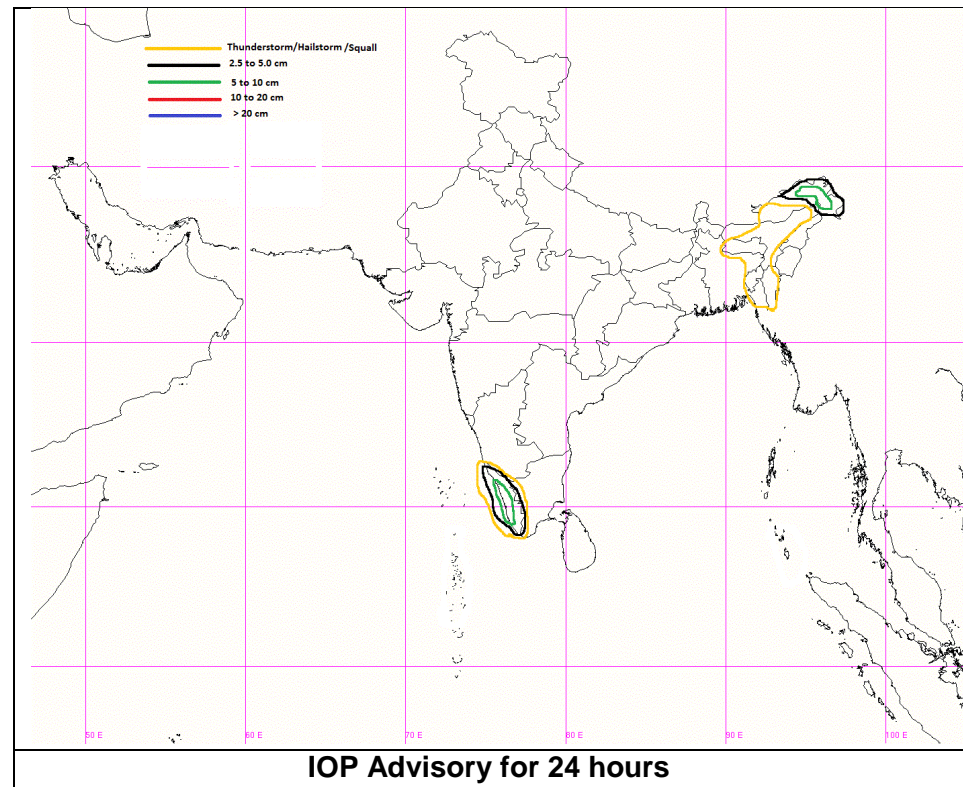 Thunderstorm/Hailstorm /Squall
2.5 to 5.0 cm
5 to 10 cm
10 to 20 cm
> 20 cm
50 E
60 E
70 E
80 E
90 E
100 E
IOP Advisory for 24 hours